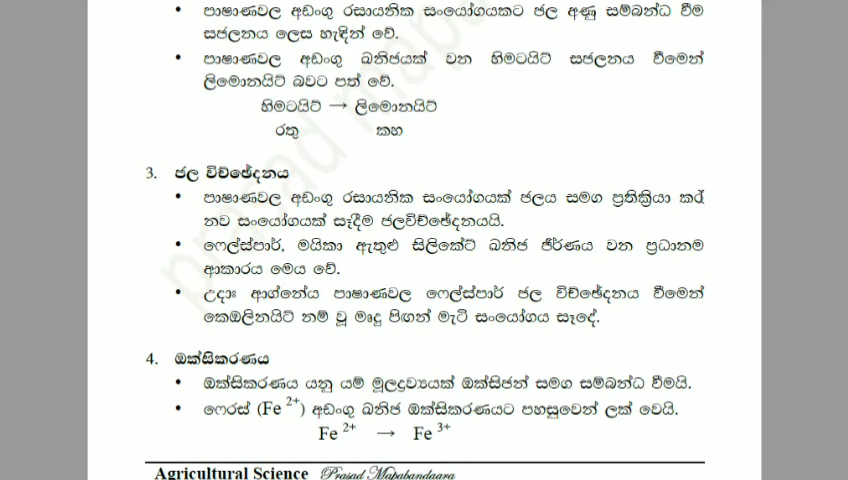 • පාෂාණවල අඩංගු රසායනික සංයෝගයකට ජල අණු සම්බන්ධ වීම
සජලනය ලෙස හැඳින් වේ.
• පාෂාණවල අඩංගු ඛනිජයක් වන හිමටයිට් සජලනය වීමෙන්
ලිමොනයිට් බවට පත් වේ.
හිමටයිට් → ලිමොනයිට්
රතු කහ
3. ජල විච්ඡේදනය
• පාෂාණවල අඩංගු රසායනික සංයෝගයක් ජලය සමග ප්‍රතික්‍රියා කර
නව සංයෝගයක් සෑදීම ජලවිච්ඡේදනයයි.
• ෆෙල්ස්පාර්, මයිකා ඇතුළු සිලිකේට් ඛනිජ ජීර්ණය වන ප්‍රධානම
ආකාරය මෙය වේ.
• උදාඃ ආග්නේය පාෂාණවල ෆෙල්ස්පාර් ජල විච්ඡේදනය වීමෙන්
කෙඔලිනයිට් නම් වූ මෘදු පිඟන් මැටි සංයෝගය සෑදේ.
4. ඔක්සිකරණය
• ඔක්සිකරණය යනු යම් මූලද්‍රව්‍යයක් ඔක්සිජන් සමග සම්බන්ධ වීමයි.
• ෆෙරස් (Fe 2+) අඩංගු ඛනිජ ඔක්සිකරණයට පහසුවෙන් ලක් වෙයි.
Fe 2+ → Fe 3+
Agricultural Science Prasad Mapabandaara